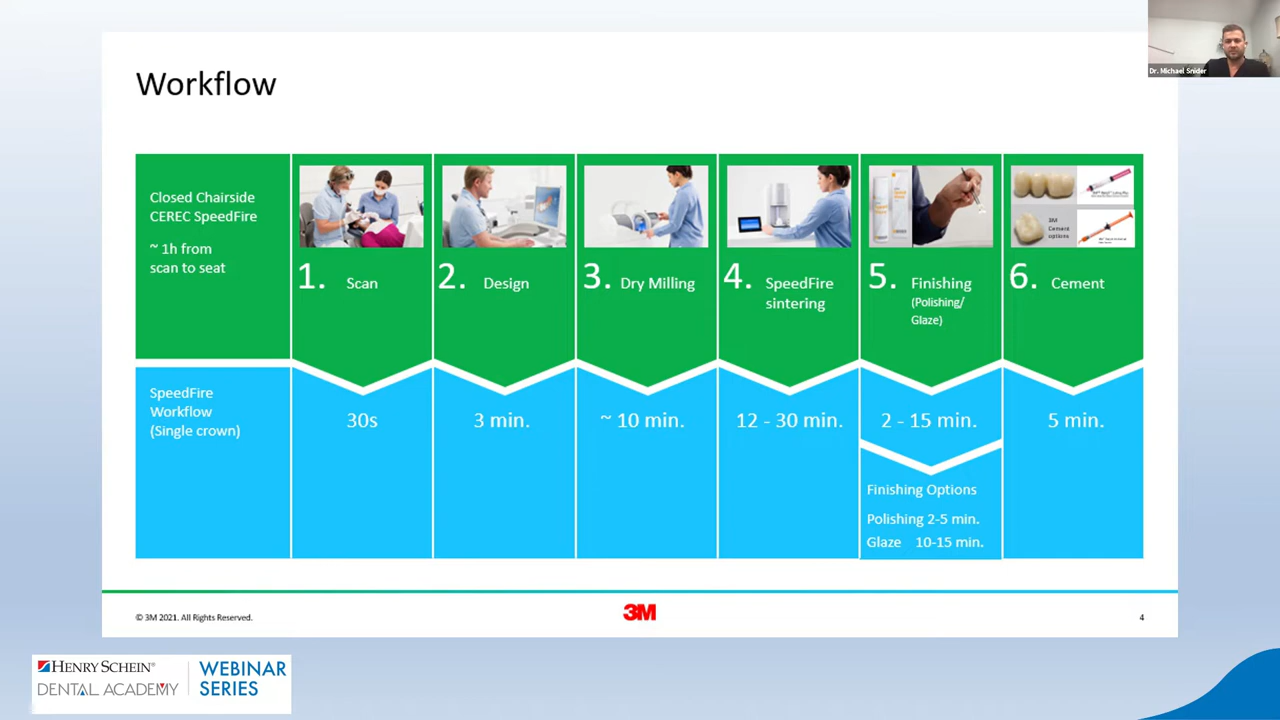 Dr. Michael Snider
Workflow
Closed Chairside
CEREC SpeedFire
~ 1h from
scan to seat
1. Scan
2. Design
3. Dry Milling
4. SpeedFire
sintering
5. Finishing
(Polishing/
Glaze)
3M
Cement
options
6. Cement
SpeedFire
Workflow
(Single crown)
30s
3 min.
~ 10 min.
12 - 30 min.
2 - 15 min.
5 min.
Finishing Options
Polishing 2-5 min.
Glaze 10-15 min.
© 3M 2021. All Rights Reserved.
3M
4
HENRY SCHEIN®
DENTAL ACADEMY
WEBINAR
SERIES